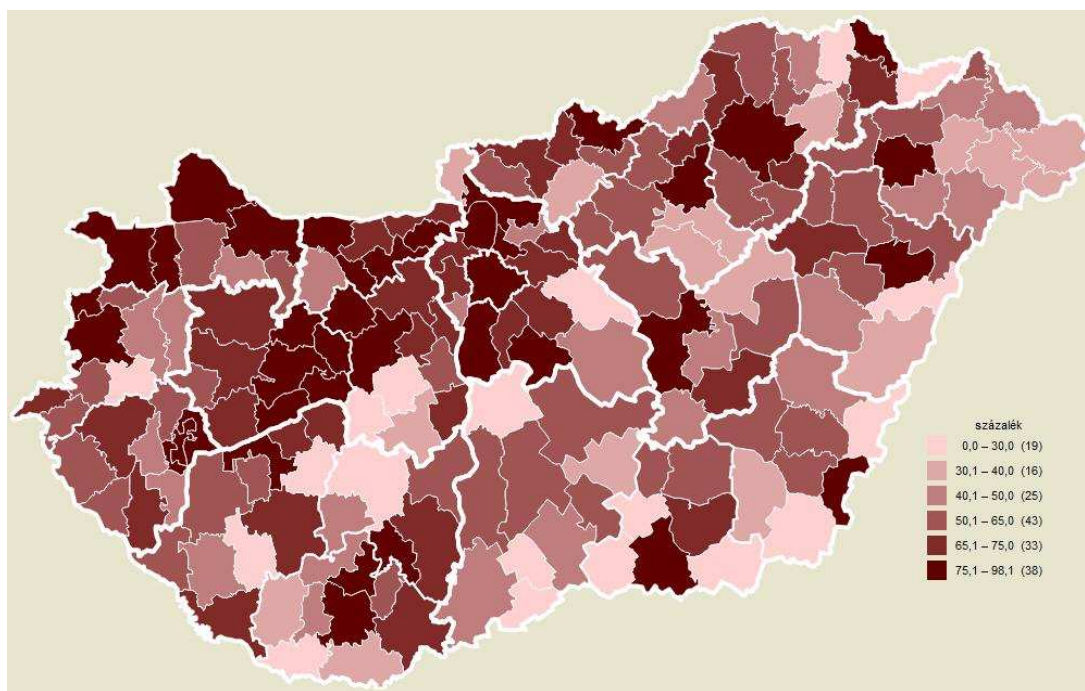 százalék
0,0 – 30,0 (19)
30,1 – 40,0 (16)
40,1 – 50,0 (25)
50,1 – 65,0 (43)
65,1 – 75,0 (33)
75,1 – 98,1 (38)